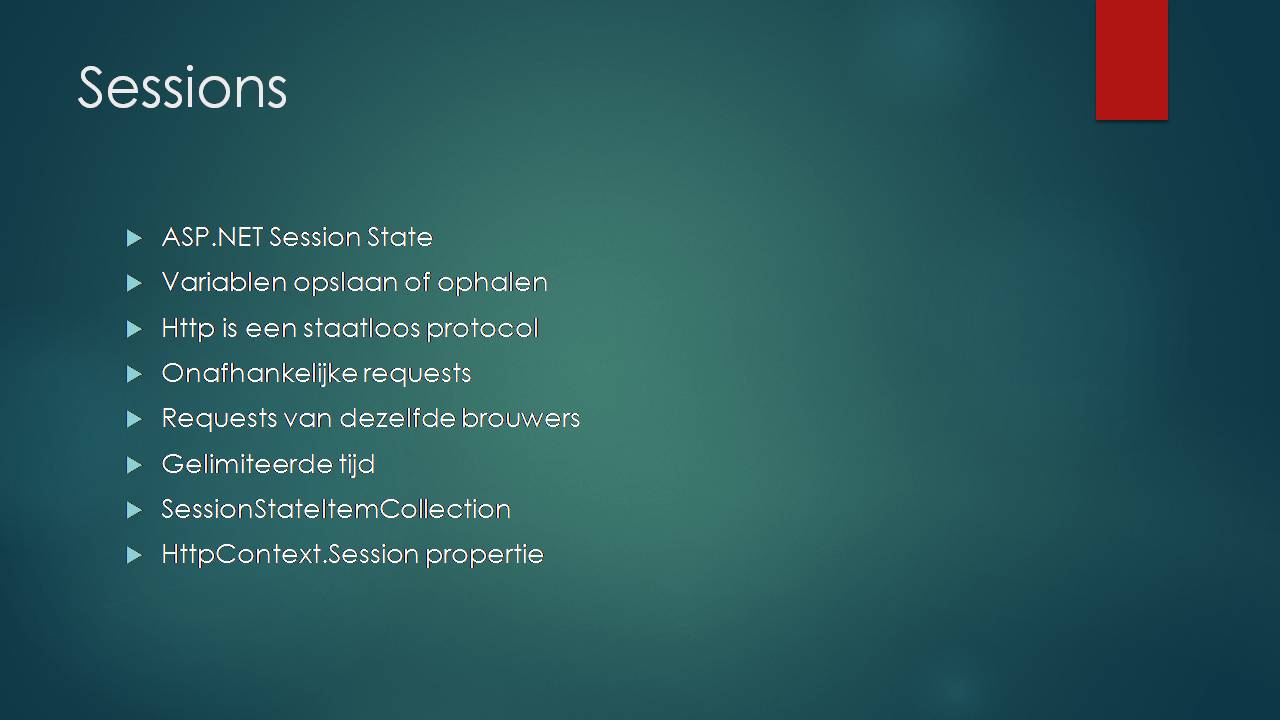 Sessions
ASP.NET Session State
Variablen opslaan of ophalen
Http is een staatloos protocol
Onafhankelijke requests
Requests van dezelfde brouwers
Gelimiteerde tijd
SessionStateItemCollection
HttpContext.Session propertie